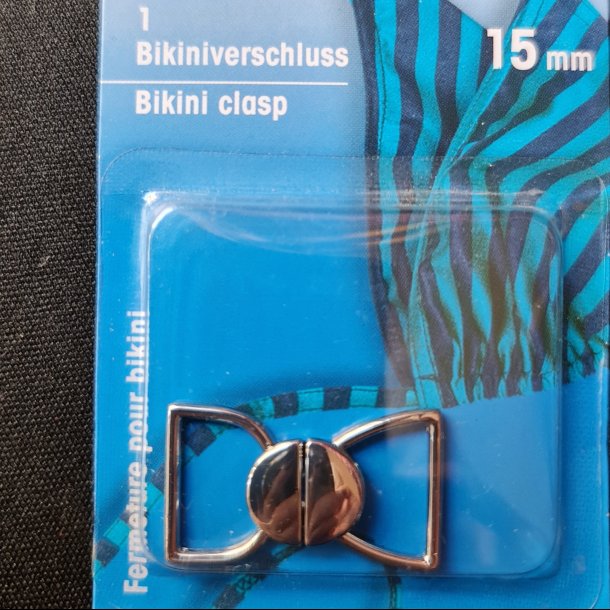 1
Bikiniverschluss
Bikini clasp
15 mm
Fermeture pour bikini